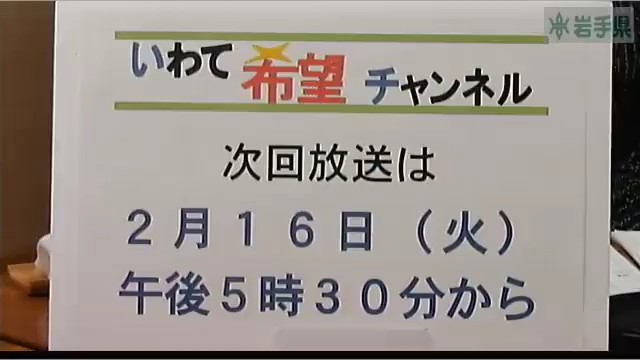 岩手県
いわて希望チャンネル
次回放送は
２月１６日（火）
午後５時３０分から